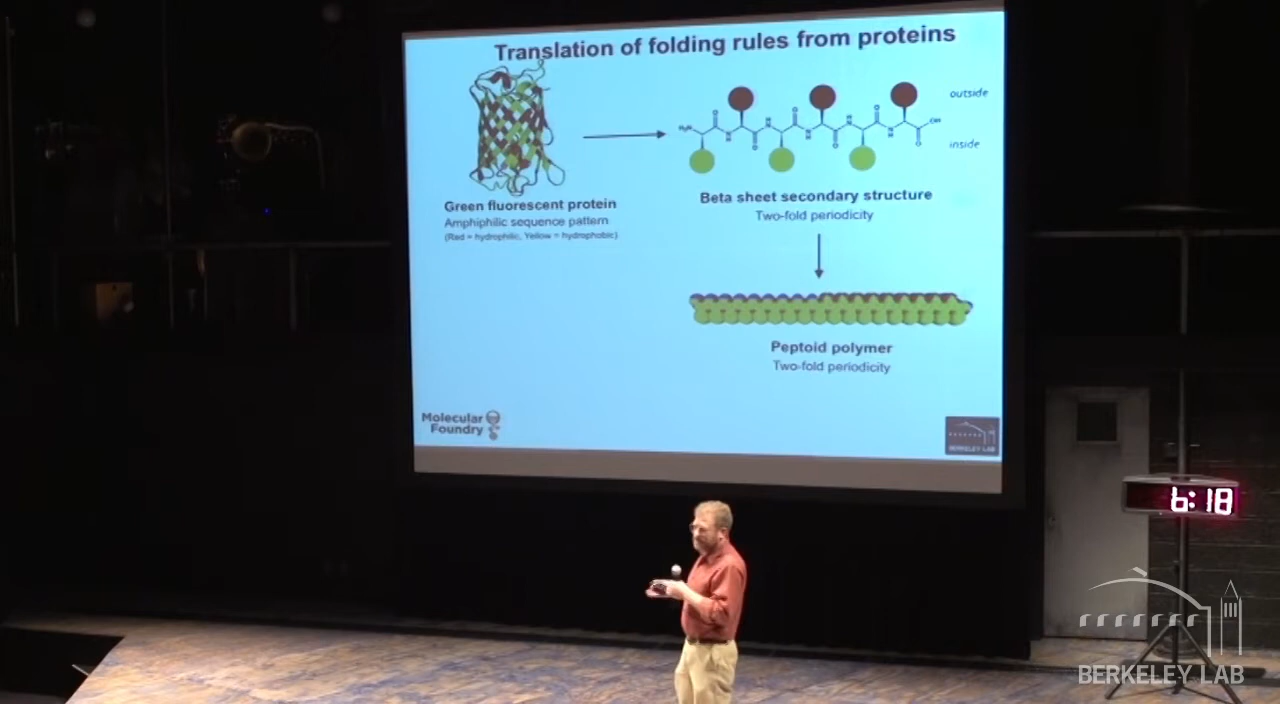 Translation of folding rules from proteins
outside
inside
Green fluorescent protein
Amphiphilic sequence pattern
(Red = hydrophilic, Yellow = hydrophobic)
Beta sheet secondary structure
Two-fold periodicity
Peptoid polymer
Two-fold periodicity
Molecular
Foundry
BERKELEY LAB
6:18
BERKELEY LAB